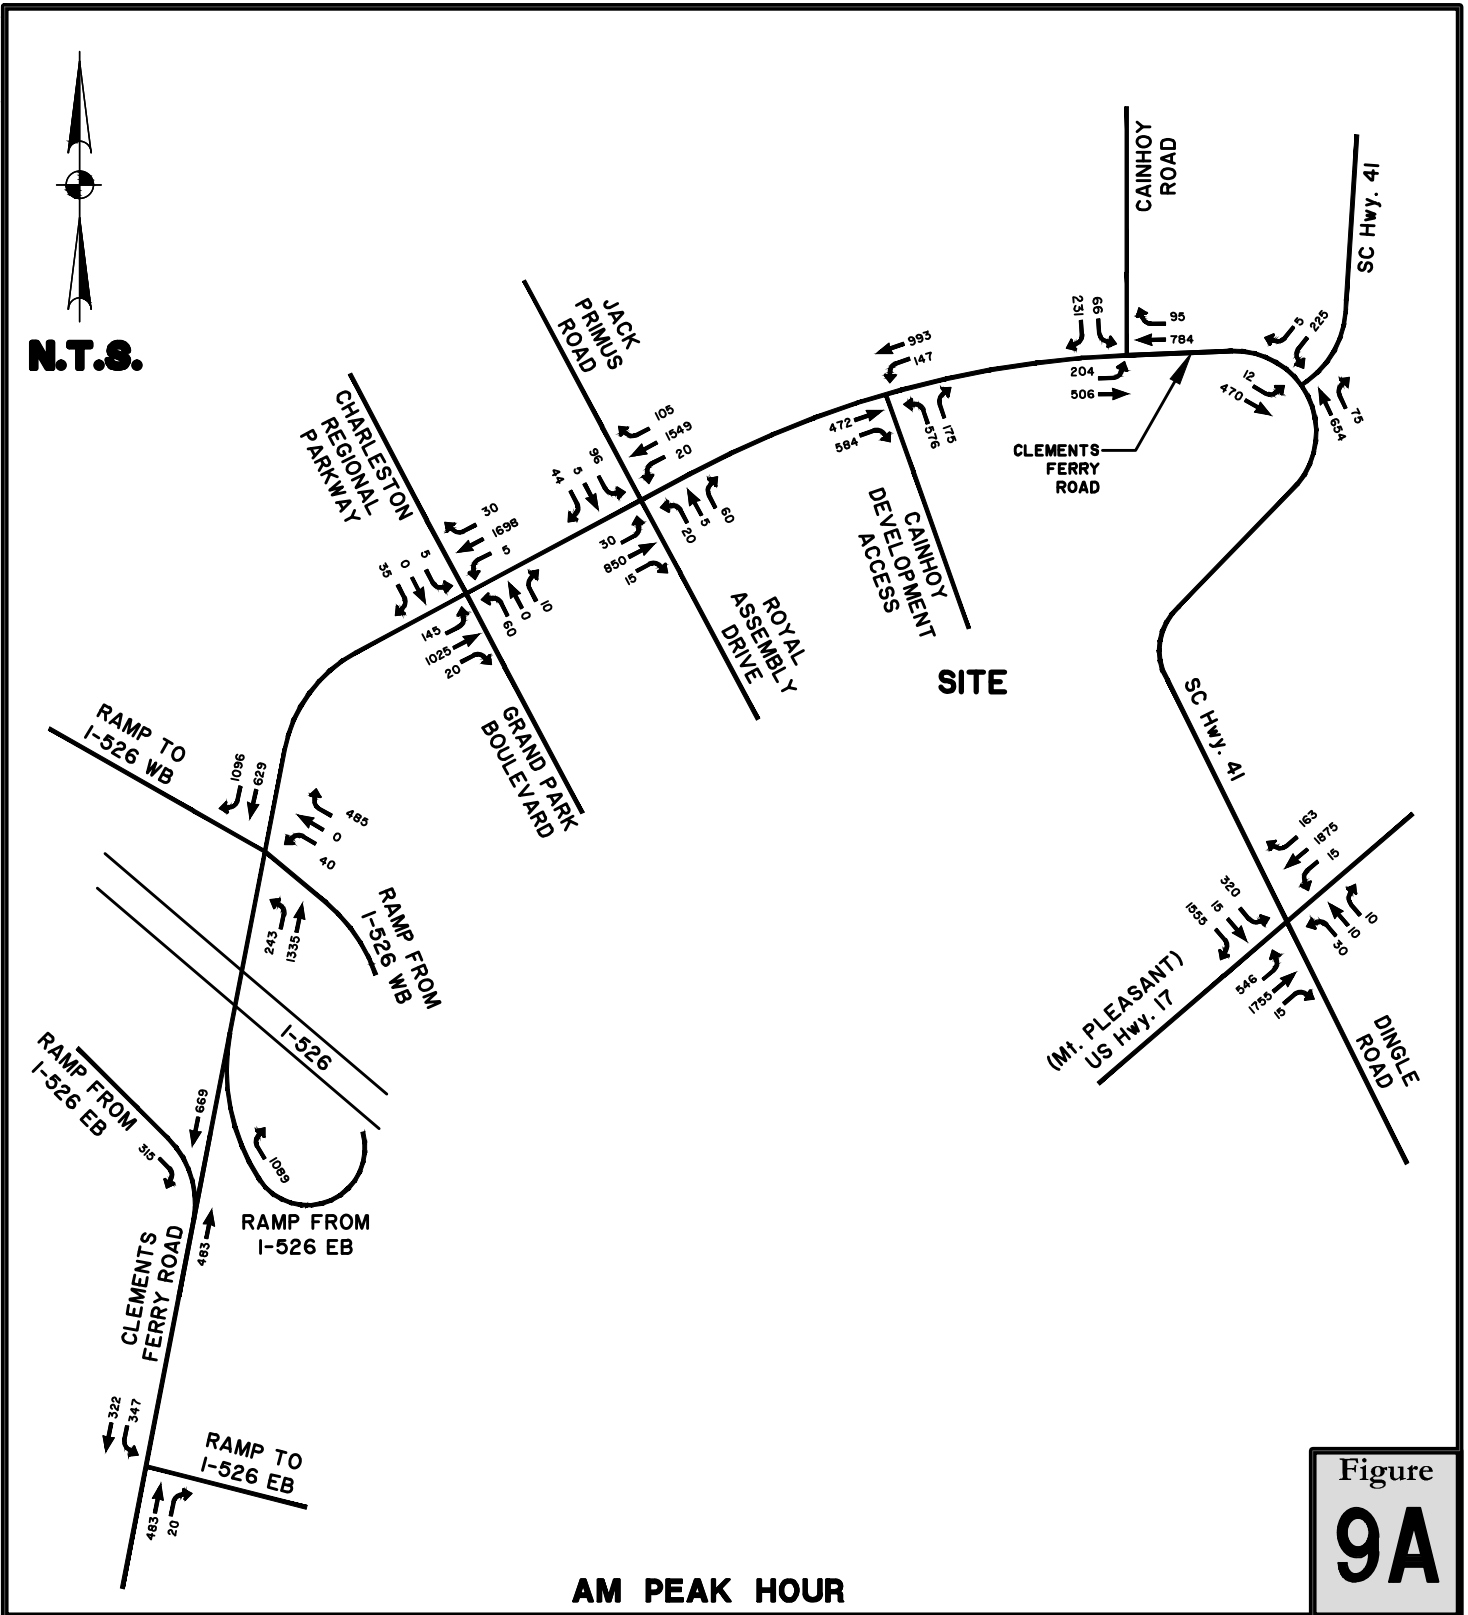 N.T.S.
CAINHOY
ROAD
SC Hwy. 41
JACK
PRIMUS
ROAD
CHARLESTON
REGIONAL
PARKWAY
231
66
95
784
204
506
5
225
12
470
75
654
CLEMENTS
FERRY
ROAD
993
147
472
584
576
175
CAINHOY
DEVELOPMENT
ACCESS
SITE
105
1549
20
44
5
96
30
850
15
20
5
60
ROYAL
ASSEMBLY
DRIVE
30
1698
5
35
0
5
145
1025
20
60
0
10
GRAND PARK
BOULEVARD
RAMP TO
I-526 WB
1096
629
485
0
40
243
1335
RAMP FROM
I-526 WB
I-526
RAMP FROM
I-526 EB
315
669
1089
RAMP FROM
I-526 EB
483
CLEMENTS
FERRY ROAD
322
347
RAMP TO
I-526 EB
483
20
SC Hwy. 41
163
1875
15
1555
15
320
546
1755
15
30
10
10
(Mt. PLEASANT)
US Hwy. 17
DINGLE
ROAD
AM PEAK HOUR
Figure
9A